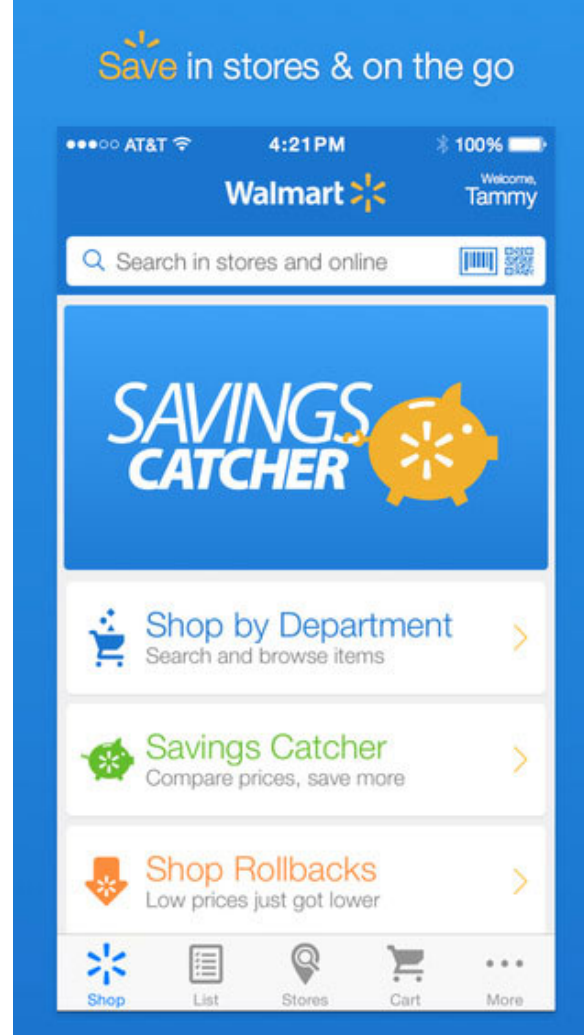 Save in stores & on the go
AT&T 4:21PM 100%
Welcome,
Walmart Tammy
Search in stores and online
SAVINGS
CATCHER
Shop by Department
Search and browse items
Savings Catcher
Compare prices, save more
Shop Rollbacks
Low prices just got lower
Shop List Stores Cart More